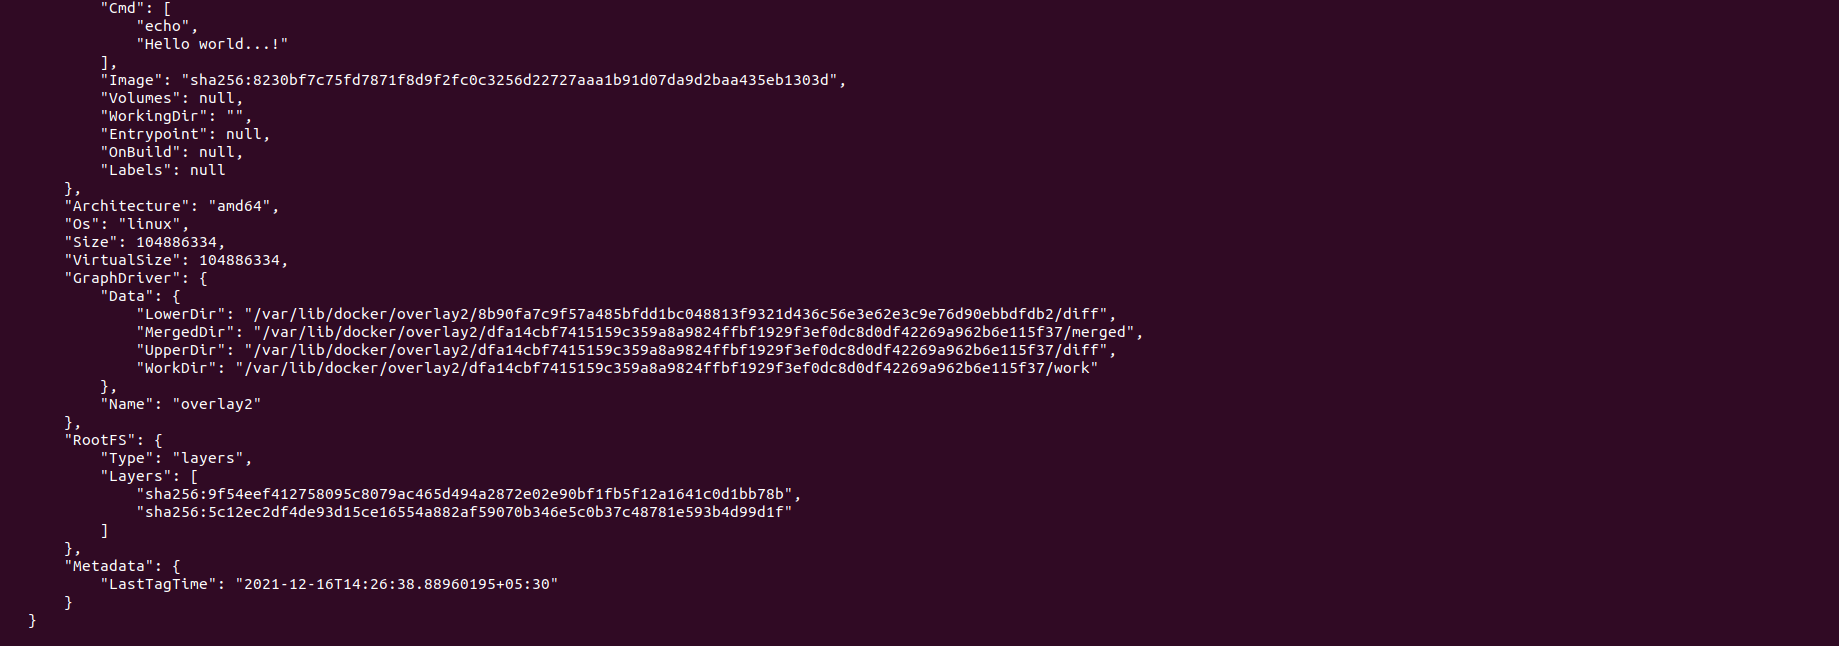 "Cmd": [
"echo",
"Hello world...!"
],
"Image": "sha256:8230bf7c75fd7871f8d9f2fc0c3256d22727aaa1b91d07da9d2baa435eb1303d",
"Volumes": null,
"WorkingDir": "",
"Entrypoint": null,
"OnBuild": null,
"Labels": null
},
"Architecture": "amd64",
"Os": "linux",
"Size": 104886334,
"VirtualSize": 104886334,
"GraphDriver": {
"Data": {
"LowerDir": "/var/lib/docker/overlay2/8b90fa7c9f57a485bfdd1bc048813f9321d436c56e3e62e3c9e76d90ebbdfdb2/diff",
"MergedDir": "/var/lib/docker/overlay2/dfa14cbf7415159c359a8a9824ffbf1929f3ef0dc8d0df42269a962b6e115f37/merged",
"UpperDir": "/var/lib/docker/overlay2/dfa14cbf7415159c359a8a9824ffbf1929f3ef0dc8d0df42269a962b6e115f37/diff",
"WorkDir": "/var/lib/docker/overlay2/dfa14cbf7415159c359a8a9824ffbf1929f3ef0dc8d0df42269a962b6e115f37/work"
},
"Name": "overlay2"
},
"RootFS": {
"Type": "layers",
"Layers": [
"sha256:9f54eef412758095c8079ac465d494a2872e02e90bf1fb5f12a1641c0d1bb78b",
"sha256:5c12ec2df4de93d15ce16554a882af59070b346e5c0b37c48781e593b4d99d1f"
]
},
"Metadata": {
"LastTagTime": "2021-12-16T14:26:38.88960195+05:30"
}
}